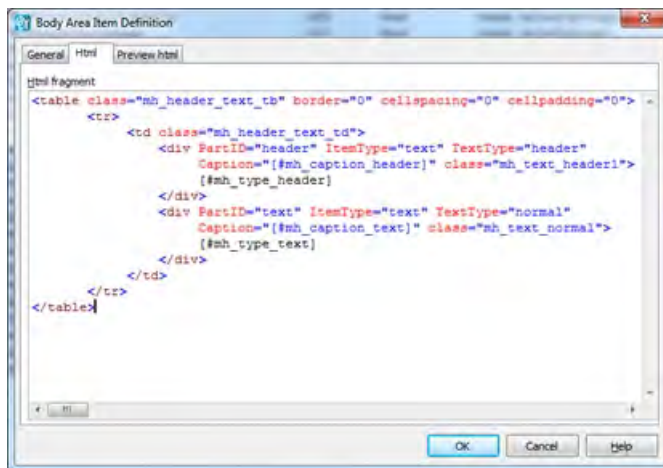 Body Area Item Definition
General Html Preview html
Html fragment
<table class="mh_header_text_tb" border="0" cellspacing="0" cellpadding="0">
<tr>
<td class="mh_header_text_td">
<div PartID="header" ItemType="text" TextType="header"
Caption="[#mh_caption_header]" class="mh_text_header1">
[#mh_type_header]
</div>
<div PartID="text" ItemType="text" TextType="normal"
Caption="[#mh_caption_text]" class="mh_text_normal">
[#mh_type_text]
</div>
</td>
</tr>
</table>
OK Cancel Help